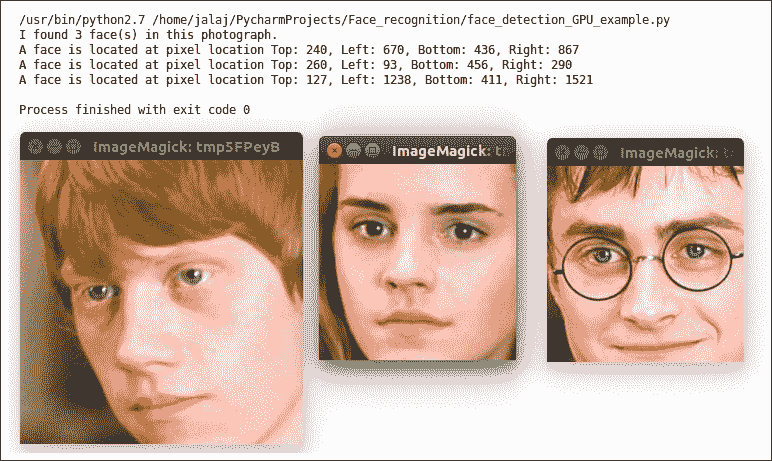 /usr/bin/python2.7 /home/jalaj/PycharmProjects/Face_recognition/face_detection_GPU_example.py
I found 3 face(s) in this photograph.
A face is located at pixel location Top: 240, Left: 670, Bottom: 436, Right: 867
A face is located at pixel location Top: 260, Left: 93, Bottom: 456, Right: 290
A face is located at pixel location Top: 127, Left: 1238, Bottom: 411, Right: 1521
Process finished with exit code 0
ImageMagick: tmp5FPeyB
ImageMagick:
ImageMagick: